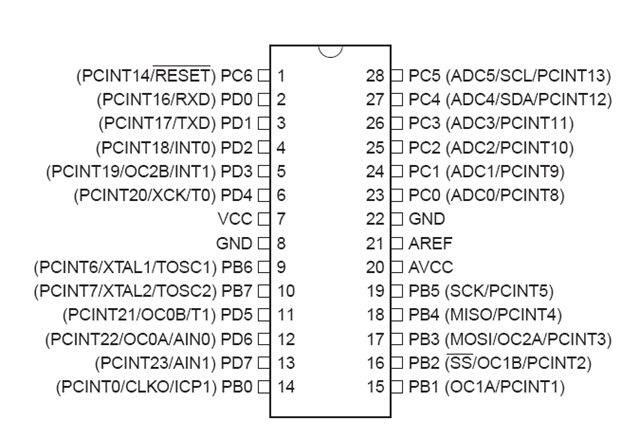 (PCINT14/RESET) PC6 1 28 PC5 (ADC5/SCL/PCINT13)
(PCINT16/RXD) PD0 2 27 PC4 (ADC4/SDA/PCINT12)
(PCINT17/TXD) PD1 3 26 PC3 (ADC3/PCINT11)
(PCINT18/INT0) PD2 4 25 PC2 (ADC2/PCINT10)
(PCINT19/OC2B/INT1) PD3 5 24 PC1 (ADC1/PCINT9)
(PCINT20/XCK/T0) PD4 6 23 PC0 (ADC0/PCINT8)
VCC 7 22 GND
GND 8 21 AREF
(PCINT6/XTAL1/TOSC1) PB6 9 20 AVCC
(PCINT7/XTAL2/TOSC2) PB7 10 19 PB5 (SCK/PCINT5)
(PCINT21/OC0B/T1) PD5 11 18 PB4 (MISO/PCINT4)
(PCINT22/OC0A/AIN0) PD6 12 17 PB3 (MOSI/OC2A/PCINT3)
(PCINT23/AIN1) PD7 13 16 PB2 (SS/OC1B/PCINT2)
(PCINT0/CLKO/ICP1) PB0 14 15 PB1 (OC1A/PCINT1)